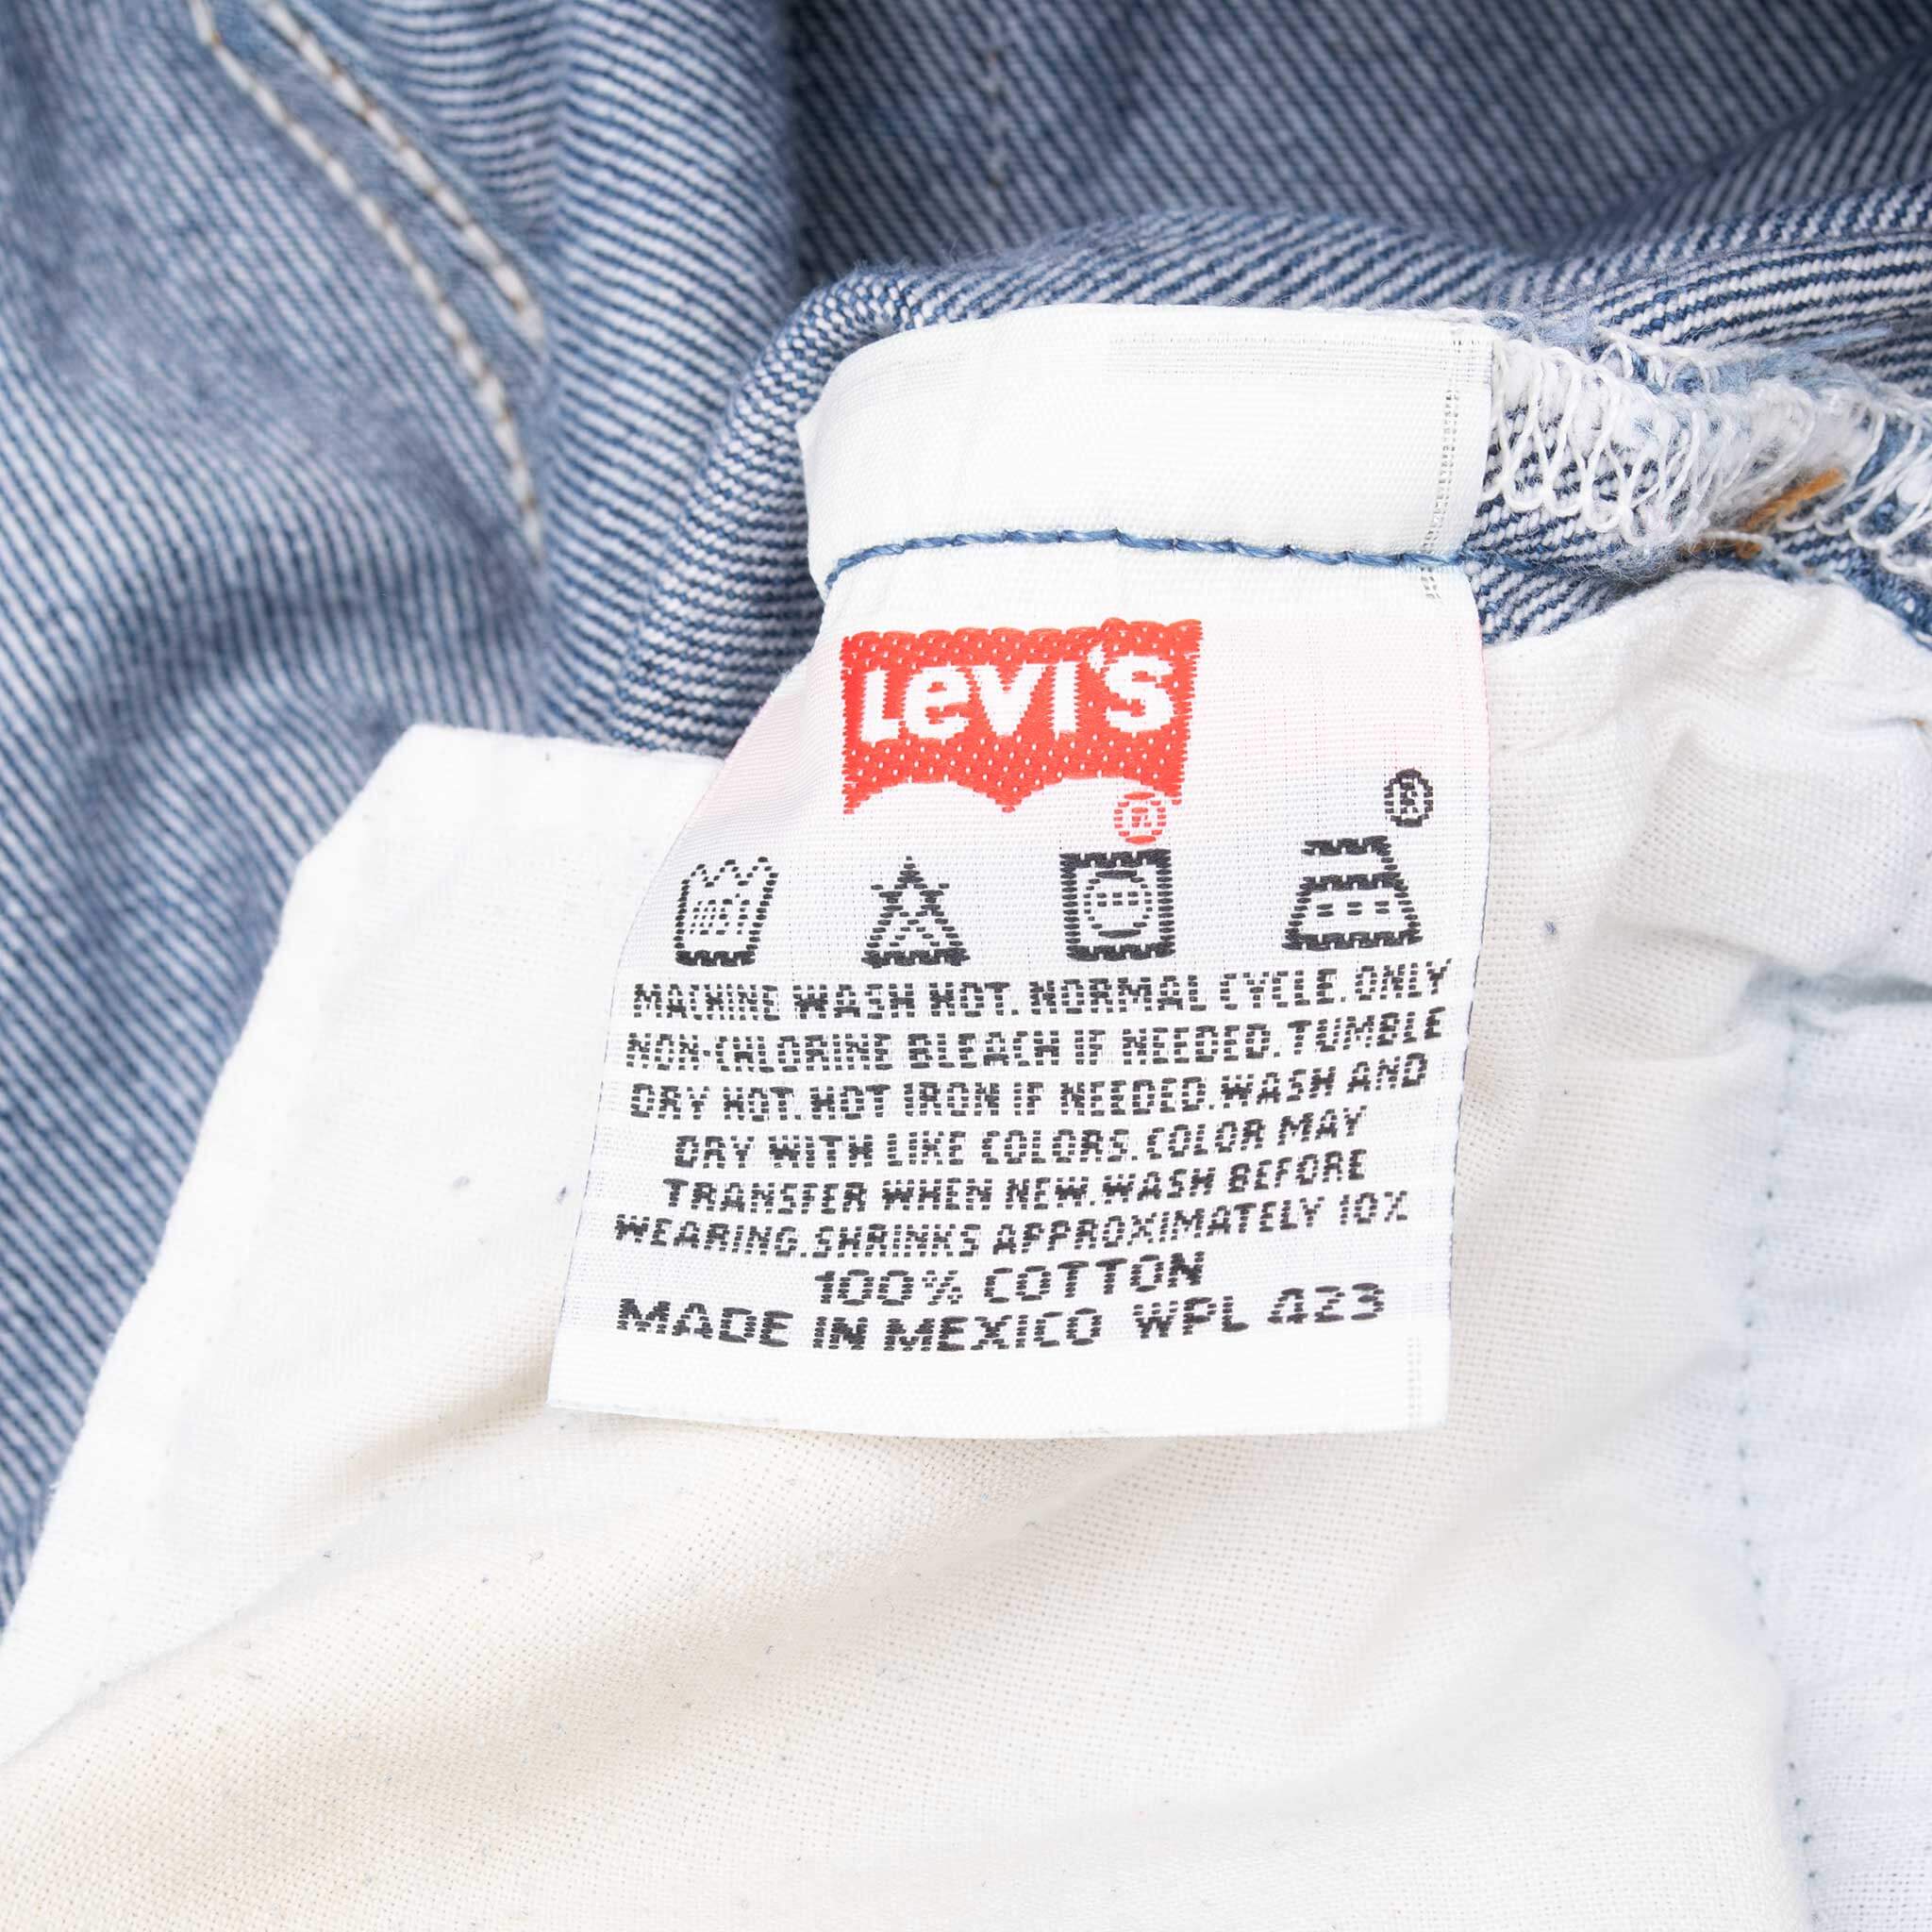 LEVI'S
®
®
MACHINE WASH HOT. NORMAL CYCLE. ONLY
NON-CHLORINE BLEACH IF NEEDED. TUMBLE
DRY HOT. HOT IRON IF NEEDED. WASH AND
DRY WITH LIKE COLORS. COLOR MAY
TRANSFER WHEN NEW. WASH BEFORE
WEARING. SHRINKS APPROXIMATELY 10%
100% COTTON
MADE IN MEXICO WPL 423